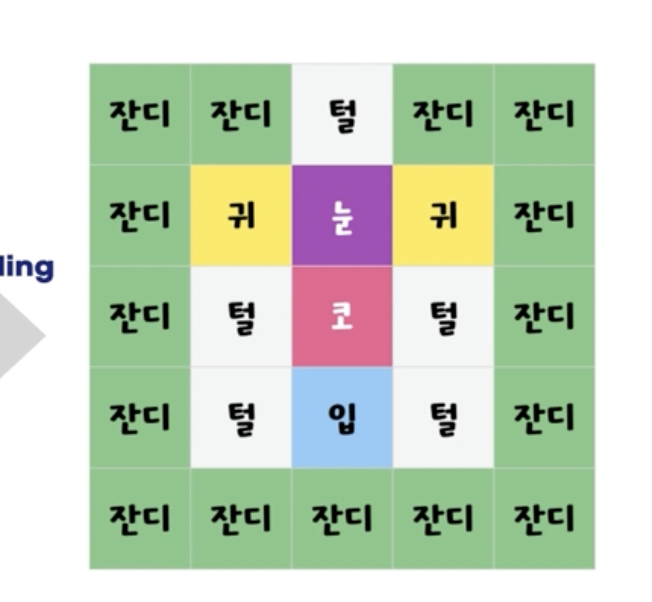 잔디 잔디 털 잔디 잔디
잔디 귀 눈 귀 잔디
ling
잔디 털 코 털 잔디
잔디 털 입 털 잔디
잔디 잔디 잔디 잔디 잔디